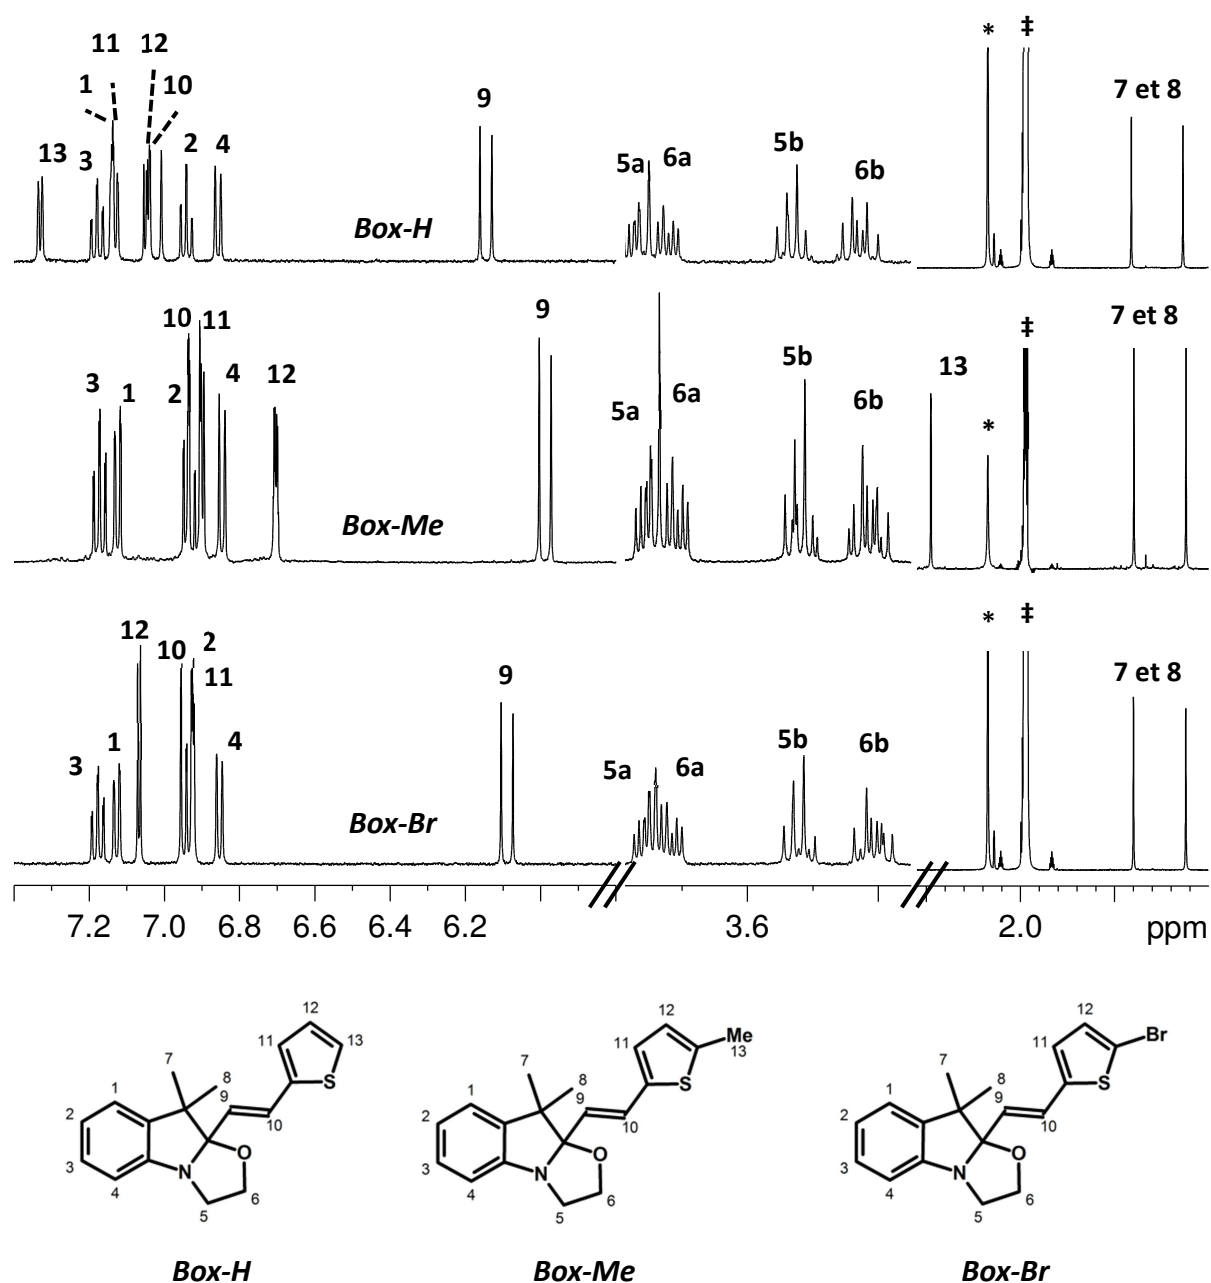 * ‡
11 12
1 10 9 7 et 8
13 3 2 4 5a 6a 5b 6b
Box-H
10 11 9 7 et 8
3 1 2 4 12 5a 6a 5b 6b 13 * ‡
Box-Me
12 10 2 * ‡
3 1 11 4 9 5a 6a 5b 6b 7 et 8
Box-Br
7.2 7.0 6.8 6.6 6.4 6.2 3.6 2.0 ppm
12 12 12
11 13 11 Me 11 Br
S S 13 S
7 8 7 8 7 8
1 9 10 1 9 10 1 9 10
2 O 2 O 2 O
3 N 3 N 3 N
4 5 6 4 5 6 4 5 6
Box-H Box-Me Box-Br